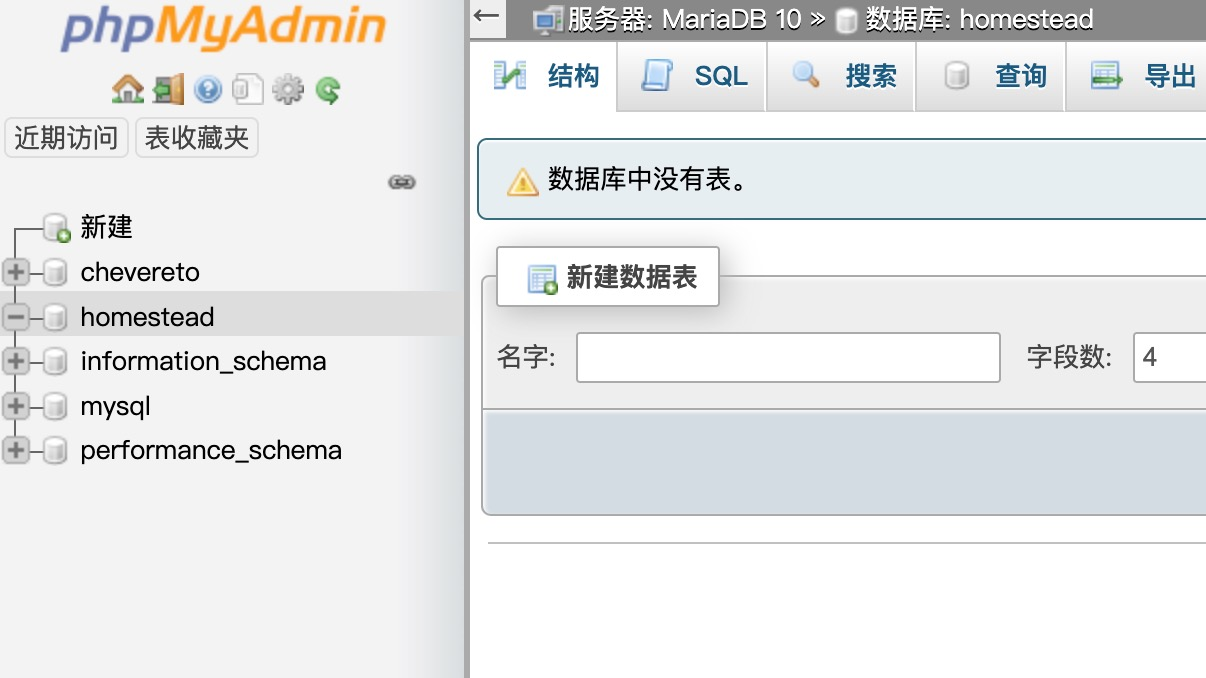 phpMyAdmin
近期访问 表收藏夹
新建
chevereto
homestead
information_schema
mysql
performance_schema
服务器: MariaDB 10 » 数据库: homestead
结构 SQL 搜索 查询 导出
数据库中没有表。
新建数据表
名字: 字段数: 4